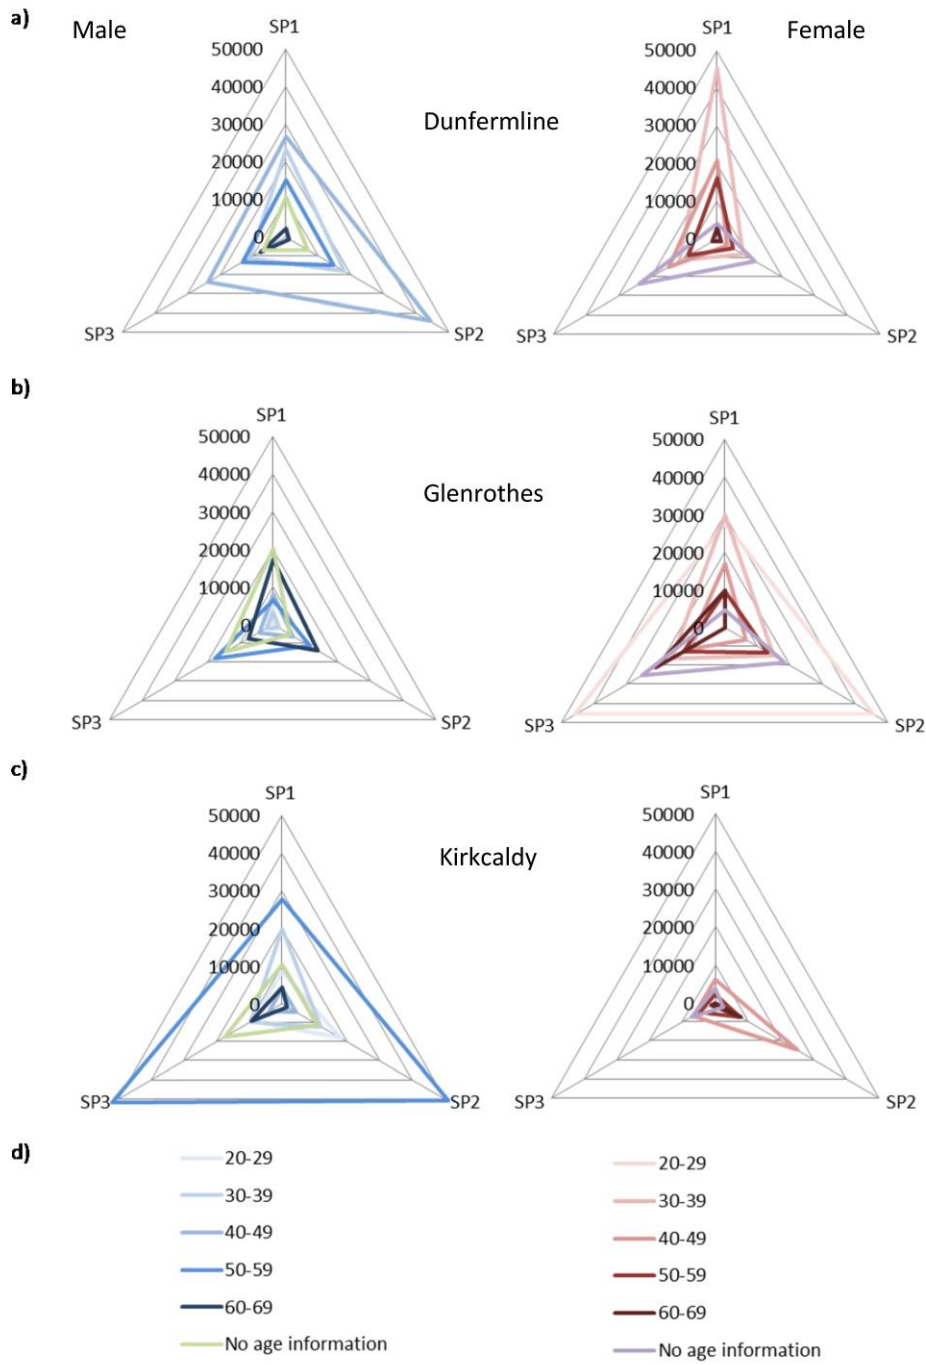 a)
Male
Female
Dunfermline
SP1
50000
40000
30000
20000
10000
0
SP3
SP2
SP1
50000
40000
30000
20000
10000
0
SP3
SP2
b)
Glenrothes
SP1
50000
40000
30000
20000
10000
0
SP3
SP2
SP1
50000
40000
30000
20000
10000
0
SP3
SP2
c)
Kirkcaldy
SP1
50000
40000
30000
20000
10000
0
SP3
SP2
SP1
50000
40000
30000
20000
10000
0
SP3
SP2
d)
20-29
30-39
40-49
50-59
60-69
No age information
20-29
30-39
40-49
50-59
60-69
No age information